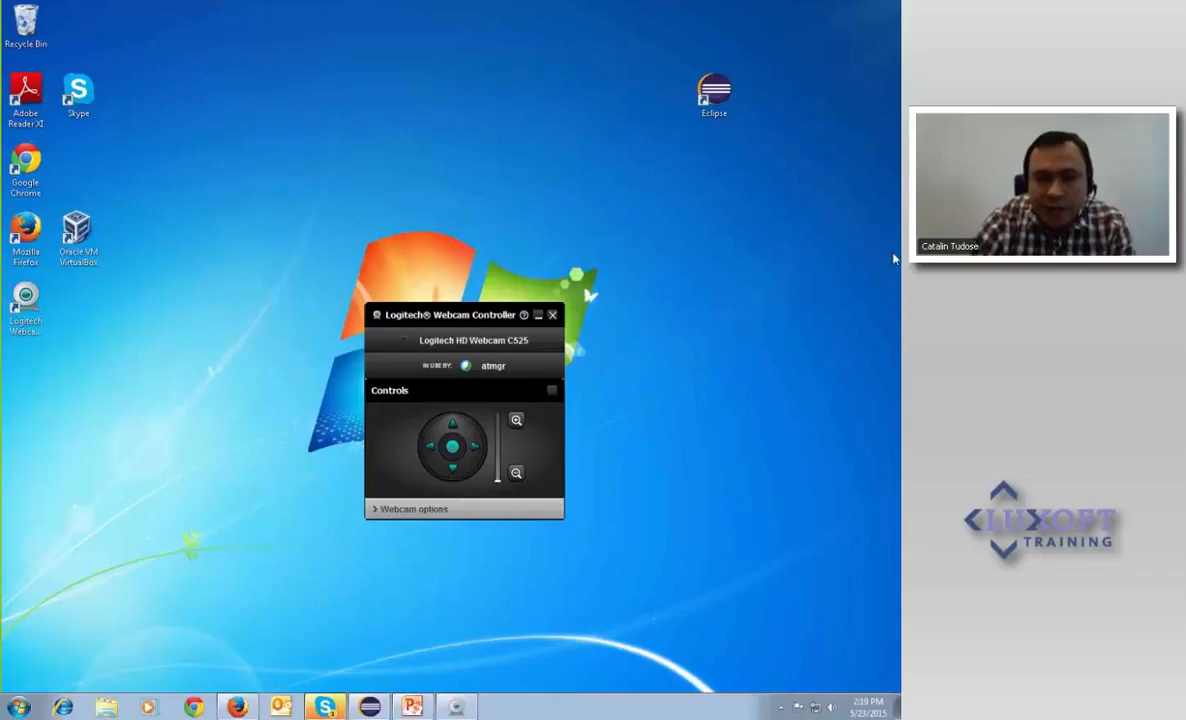 Recycle Bin
Adobe
Reader XI
Skype
Eclipse
Google
Chrome
Mozilla
Firefox
Oracle VM
VirtualBox
Logitech
Webca...
Logitech® Webcam Controller
Logitech HD Webcam C525
IN USE BY: atmgr
Controls
Webcam options
Catalin Tudose
LUXOFT
TRAINING
2:19 PM
5/23/2015